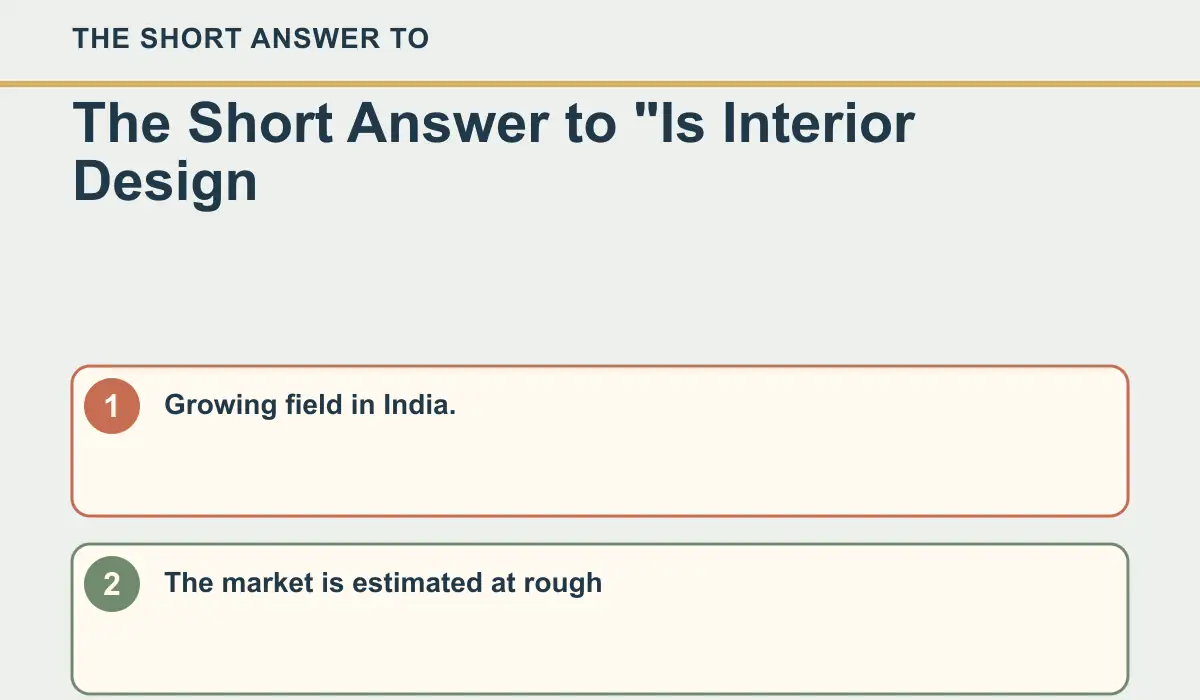 THE SHORT ANSWER TO
The Short Answer to "Is Interior
Design
1
Growing field in India.
2
The market is estimated at rough